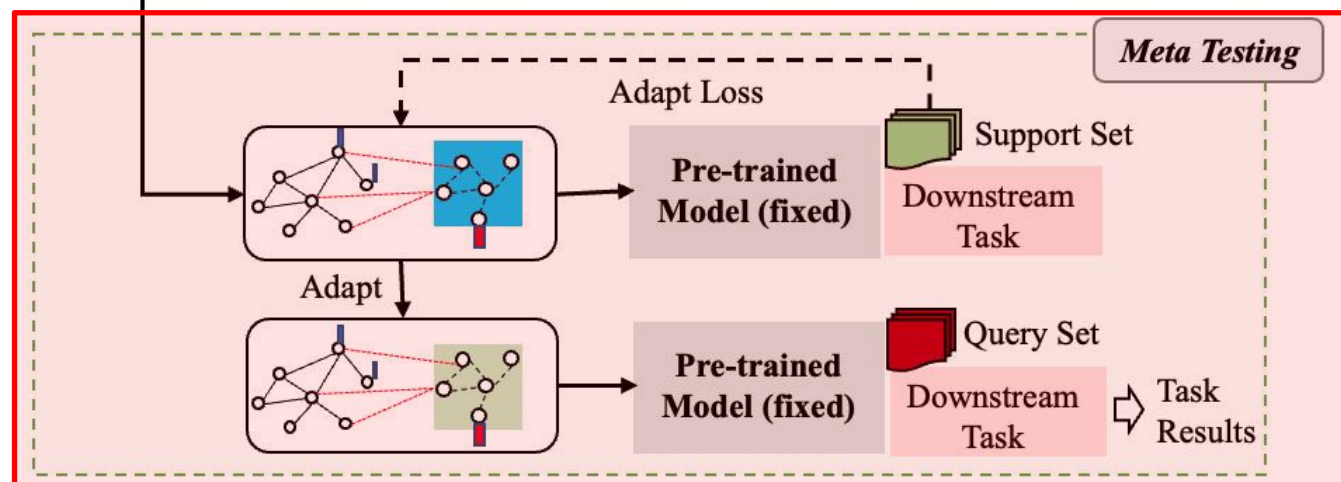 Meta Testing
Adapt Loss
Support Set
Pre-trained
Model (fixed)
Downstream
Task
Adapt
Query Set
Pre-trained
Model (fixed)
Downstream
Task
Task
Results